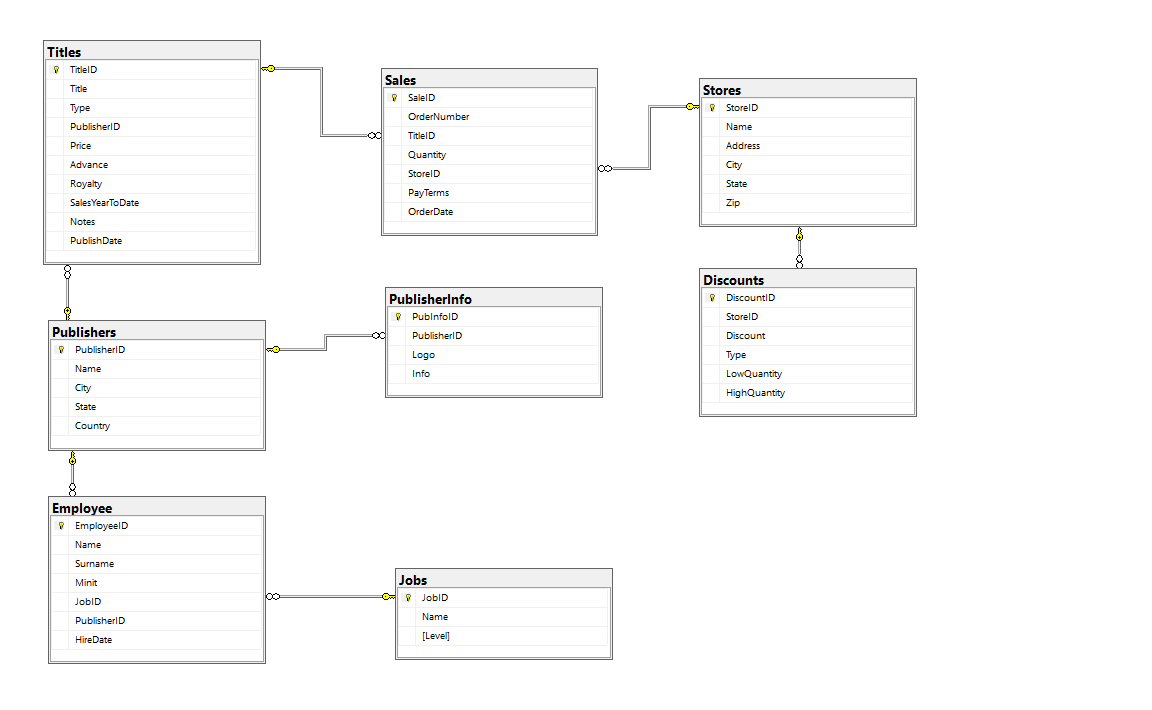 Titles
TitleID
Title
Type
PublisherID
Price
Advance
Royalty
SalesYearToDate
Notes
PublishDate
Sales
SaleID
OrderNumber
TitleID
Quantity
StoreID
PayTerms
OrderDate
Stores
StoreID
Name
Address
City
State
Zip
Publishers
PublisherID
Name
City
State
Country
PublisherInfo
PubInfoID
PublisherID
Logo
Info
Discounts
DiscountID
StoreID
Discount
Type
LowQuantity
HighQuantity
Employee
EmployeeID
Name
Surname
Minit
JobID
PublisherID
HireDate
Jobs
JobID
Name
[Level]